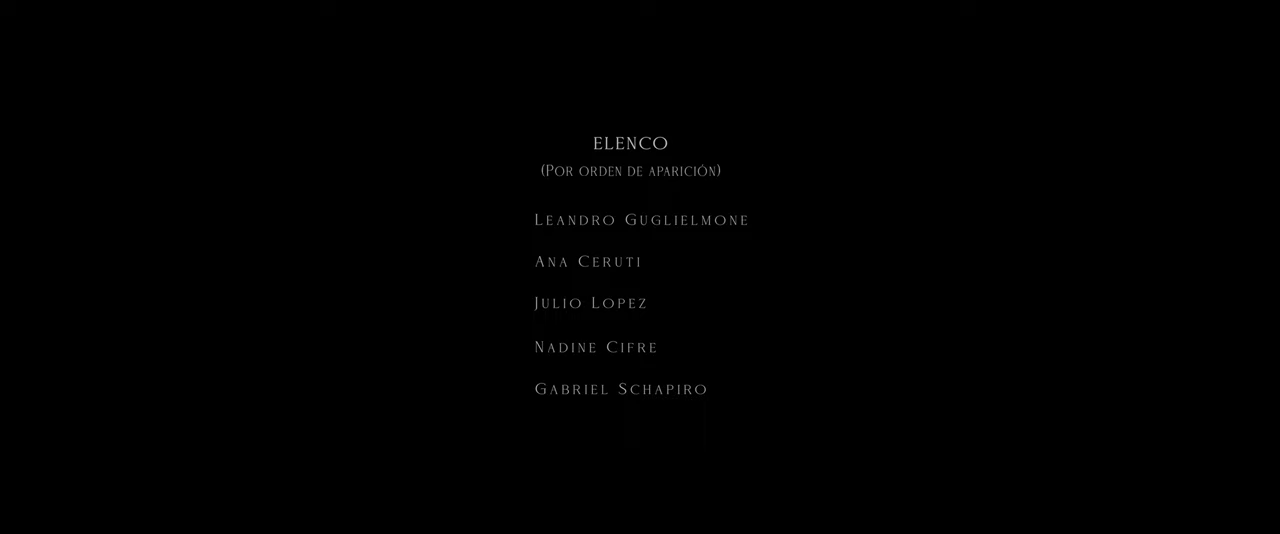 ELENCO
(Por orden de aparición)
Leandro Guglielmone
Ana Ceruti
Julio Lopez
Nadine Cifre
Gabriel Schapiro